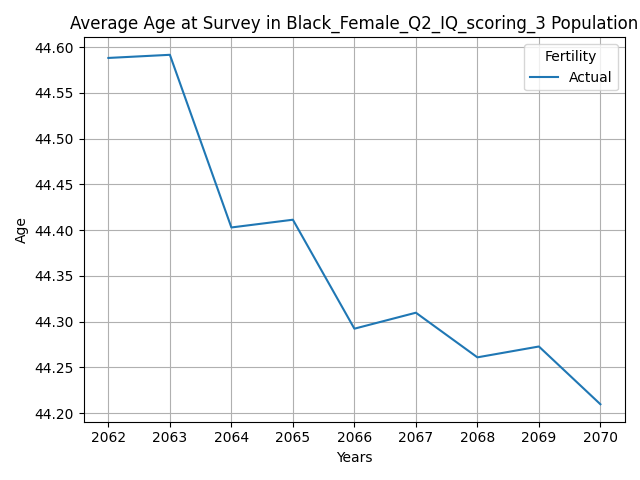 Average Age at Survey in Black_Female_Q2_IQ_scoring_3 Population
44.60
44.55
44.50
44.45
44.40
44.35
44.30
44.25
44.20
Age
Fertility
Actual
2062 2063 2064 2065 2066 2067 2068 2069 2070
Years